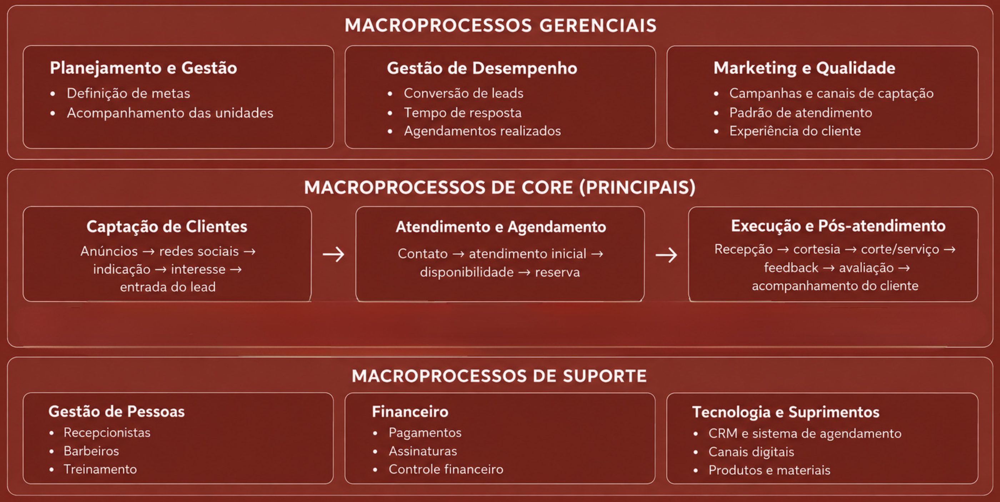 MACROPROCESSOS GERENCIAIS
Planejamento e Gestão
• Definição de metas
• Acompanhamento das unidades
Gestão de Desempenho
• Conversão de leads
• Tempo de resposta
• Agendamentos realizados
Marketing e Qualidade
• Campanhas e canais de captação
• Padrão de atendimento
• Experiência do cliente
MACROPROCESSOS DE CORE (PRINCIPAIS)
Captação de Clientes
Anúncios → redes sociais →
indicação → interesse →
entrada do lead
→
Atendimento e Agendamento
Contato → atendimento inicial →
disponibilidade → reserva
→
Execução e Pós-atendimento
Recepção → cortesia → corte/serviço →
feedback → avaliação →
acompanhamento do cliente
MACROPROCESSOS DE SUPORTE
Gestão de Pessoas
• Recepcionistas
• Barbeiros
• Treinamento
Financeiro
• Pagamentos
• Assinaturas
• Controle financeiro
Tecnologia e Suprimentos
• CRM e sistema de agendamento
• Canais digitais
• Produtos e materiais